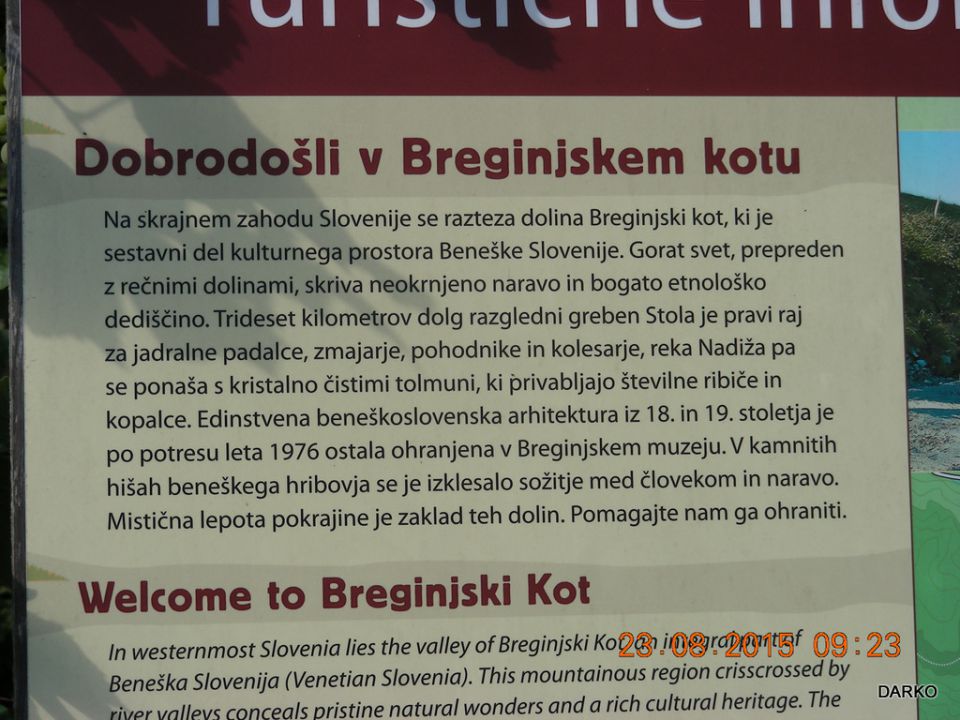 Turistične infor
Dobrodošli v Breginjskem kotu
Na skrajnem zahodu Slovenije se razteza dolina Breginjski kot, ki je
sestavni del kulturnega prostora Beneške Slovenije. Gorat svet, prepreden
z rečnimi dolinami, skriva neokrnjeno naravo in bogato etnološko
dediščino. Trideset kilometrov dolg razgledni greben Stola je pravi raj
za jadralne padalce, zmajarje, pohodnike in kolesarje, reka Nadiža pa
se ponaša s kristalno čistimi tolmuni, ki privabljajo številne ribiče in
kopalce. Edinstvena beneškoslovenska arhitektura iz 18. in 19. stoletja je
po potresu leta 1976 ostala ohranjena v Breginjskem muzeju. V kamnitih
hišah beneškega hribovja se je izklesalo sožitje med človekom in naravo.
Mistična lepota pokrajine je zaklad teh dolin. Pomagajte nam ga ohraniti.
Welcome to Breginjski Kot
In westernmost Slovenia lies the valley of Breginjski Kot, an integral part of
Beneška Slovenija (Venetian Slovenia). This mountainous region crisscrossed by
river valleys conceals pristine natural wonders and a rich cultural heritage. The
23.08.2015 09:23
DARKO